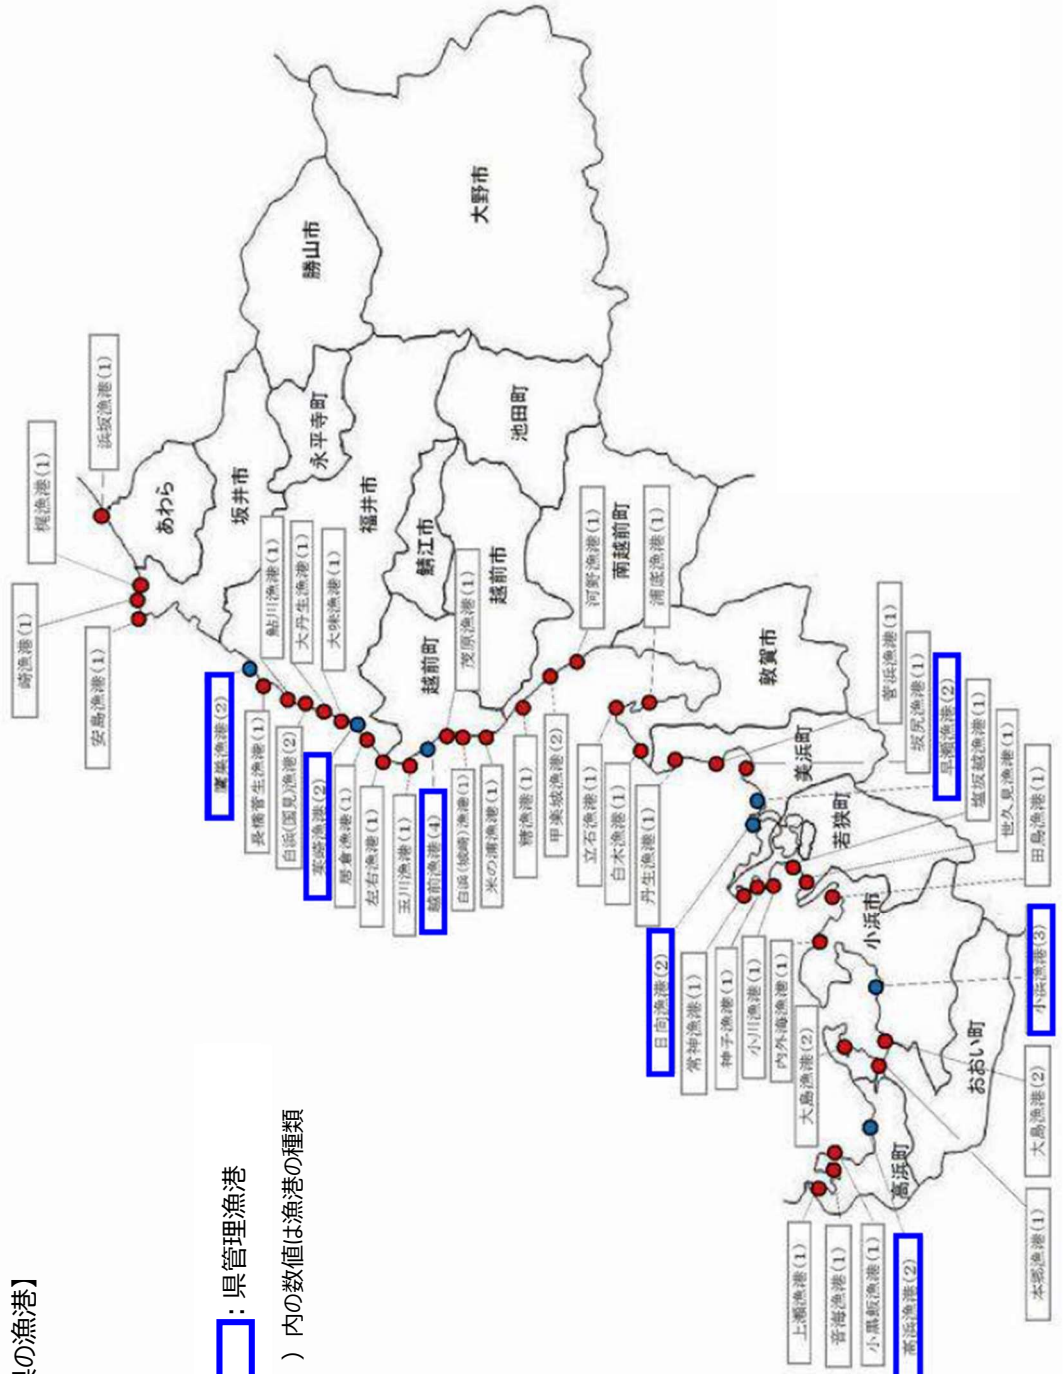 県の漁港】
：県管理漁港
）内の数値は漁港の種類
崎漁港(1)
梶漁港(1)
浜坂漁港(1)
安島漁港(1)
鷹巣漁港(2)
長橋菅生漁港(1)
鮎川漁港(1)
白浜(国見)漁港(2)
大丹生漁港(1)
茱崎漁港(2)
大味漁港(1)
居倉漁港(1)
左右漁港(1)
玉川漁港(1)
越前漁港(4)
茂原漁港(1)
白浜(城崎)漁港(1)
米の浦漁港(1)
糠漁港(1)
甲楽城漁港(2)
河野漁港(1)
立石漁港(1)
浦底漁港(1)
白木漁港(1)
丹生漁港(1)
日向漁港(2)
常神漁港(1)
神子漁港(1)
小川漁港(1)
内外海漁港(1)
大島漁港(2)
上瀬漁港(1)
音海漁港(1)
小黒飯漁港(1)
高浜漁港(2)
菅浜漁港(1)
坂尻漁港(1)
早瀬漁港(2)
塩坂越漁港(1)
世久見漁港(1)
田烏漁港(1)
小浜漁港(3)
大島漁港(2)
本郷漁港(1)
あわら
坂井市
永平寺町
勝山市
大野市
福井市
鯖江市
池田町
越前町
越前市
南越前町
敦賀市
美浜町
若狭町
小浜市
おおい町
高浜町